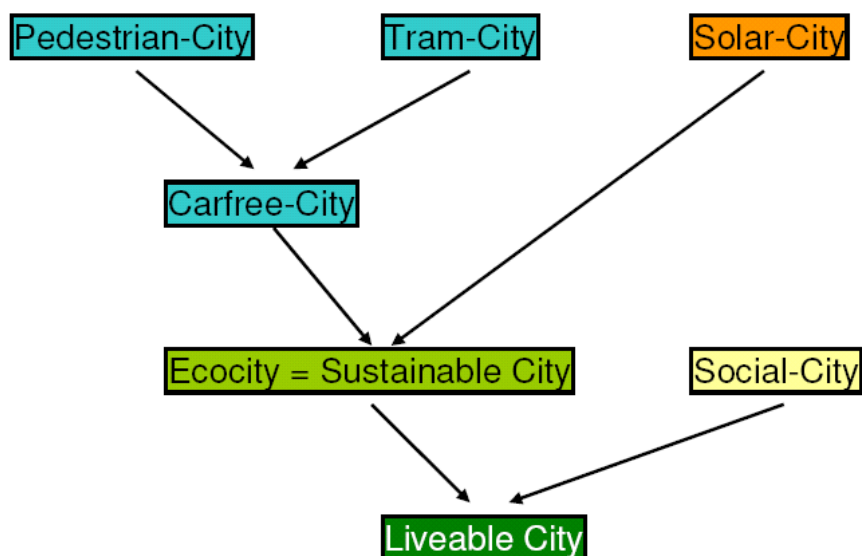 Pedestrian-City
Tram-City
Solar-City
Carfree-City
Ecocity = Sustainable City
Social-City
Liveable City